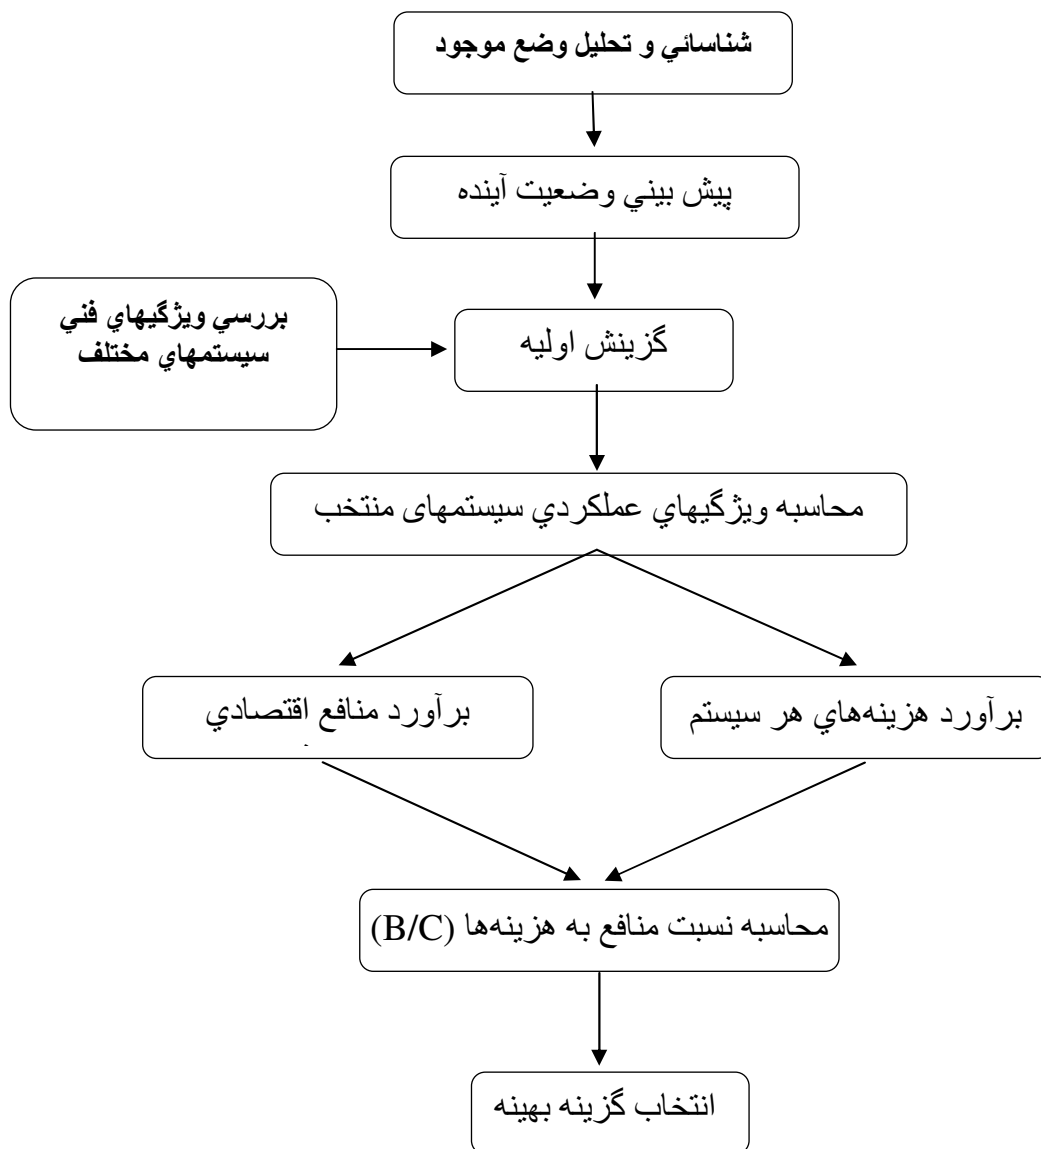 شناسائي و تحليل وضع موجود
پيش بيني وضعيت آينده
بررسي ويژگيهاي فني
سيستمهاي مختلف
گزينش اوليه
محاسبه ويژگيهاي عملكردي سيستمهای منتخب
برآورد هزينه‌هاي هر سيستم
برآورد منافع اقتصادي
محاسبه نسبت منافع به هزينه‌ها (B/C)
انتخاب گزينه بهينه